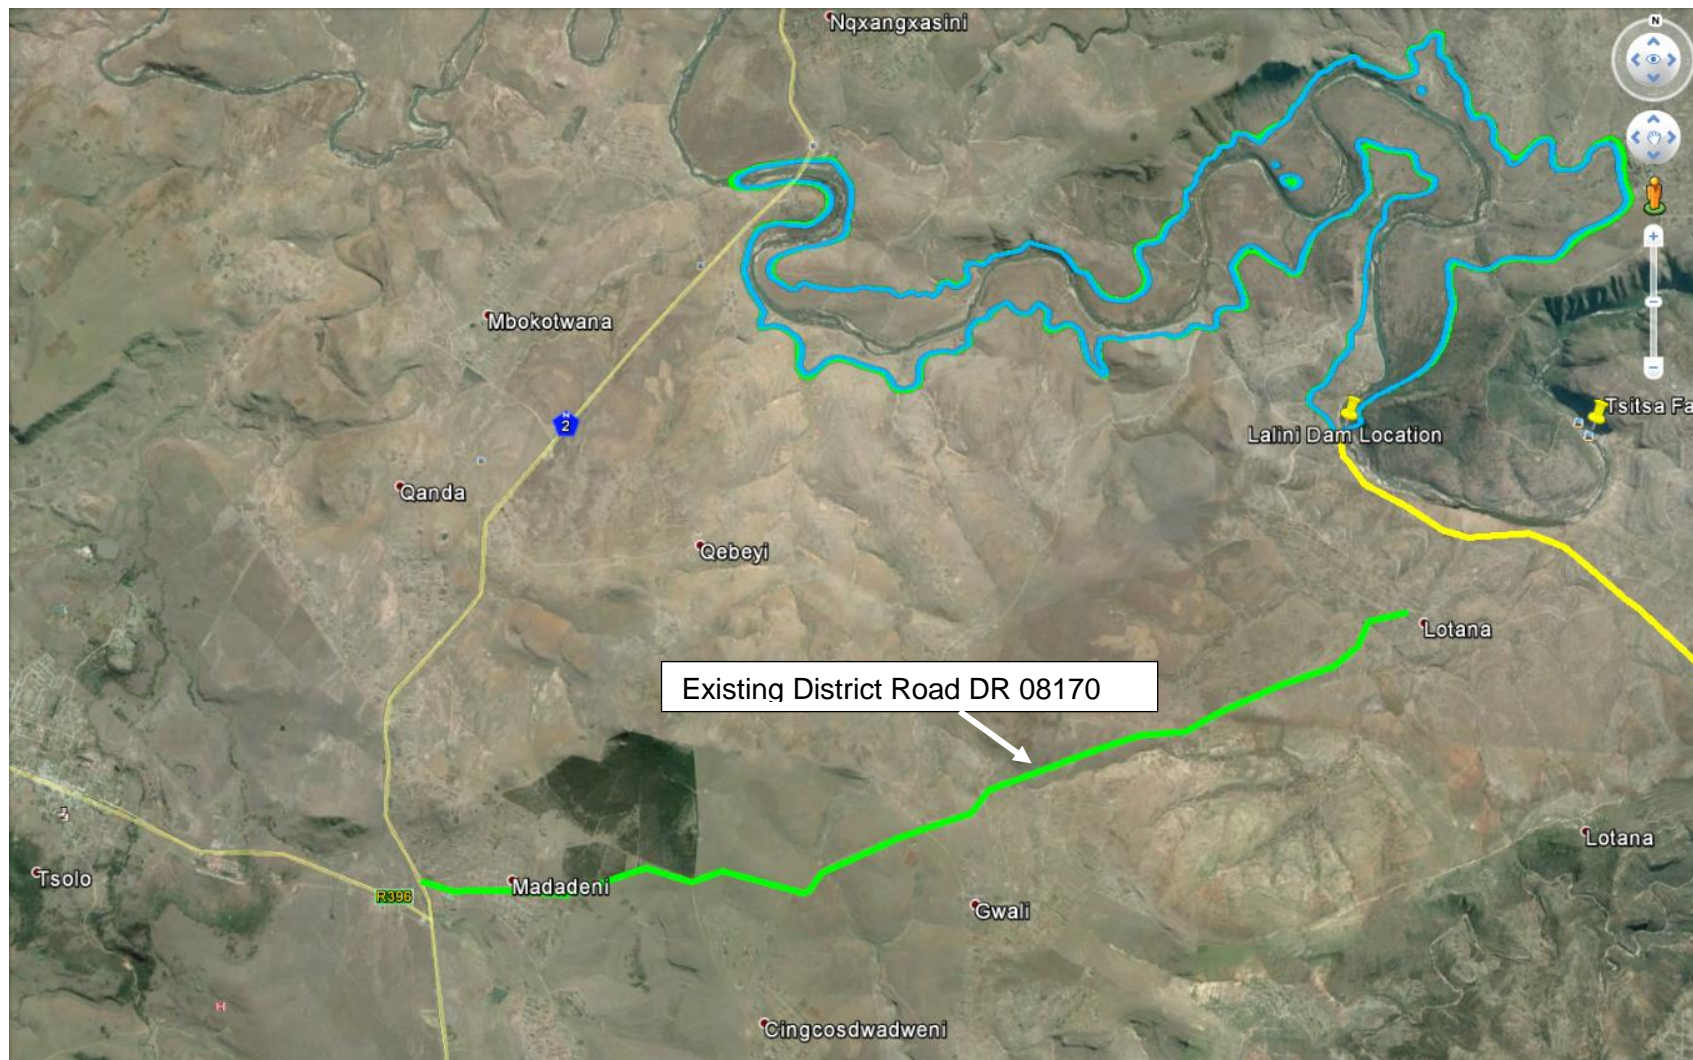 Nqxangxasini
N
Mbokotwana
N
2
Tsitsa Fa
Lalini Dam Location
Qanda
Qebeyi
Lotana
Existing District Road DR 08170
Lotana
Tsolo
Madadeni
R396
Gwali
H
Cingcosdwadweni